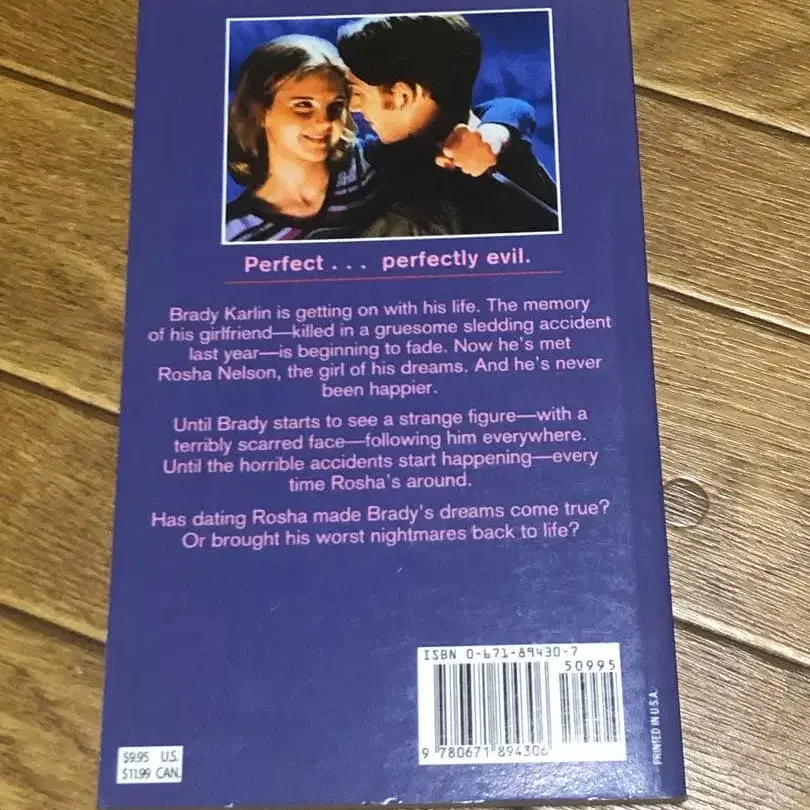 Perfect . . . perfectly evil.
Brady Karlin is getting on with his life. The memory
of his girlfriend—killed in a gruesome sledding accident
last year—is beginning to fade. Now he's met
Rosha Nelson, the girl of his dreams. And he's never
been happier.
Until Brady starts to see a strange figure—with a
terribly scarred face—following him everywhere.
Until the horrible accidents start happening—every
time Rosha's around.
Has dating Rosha made Brady's dreams come true?
Or brought his worst nightmares back to life?
ISBN 0-671-89430-7
50995
9 780671 894306
PRINTED IN U.S.A.
$9.95 U.S.
$11.99 CAN.